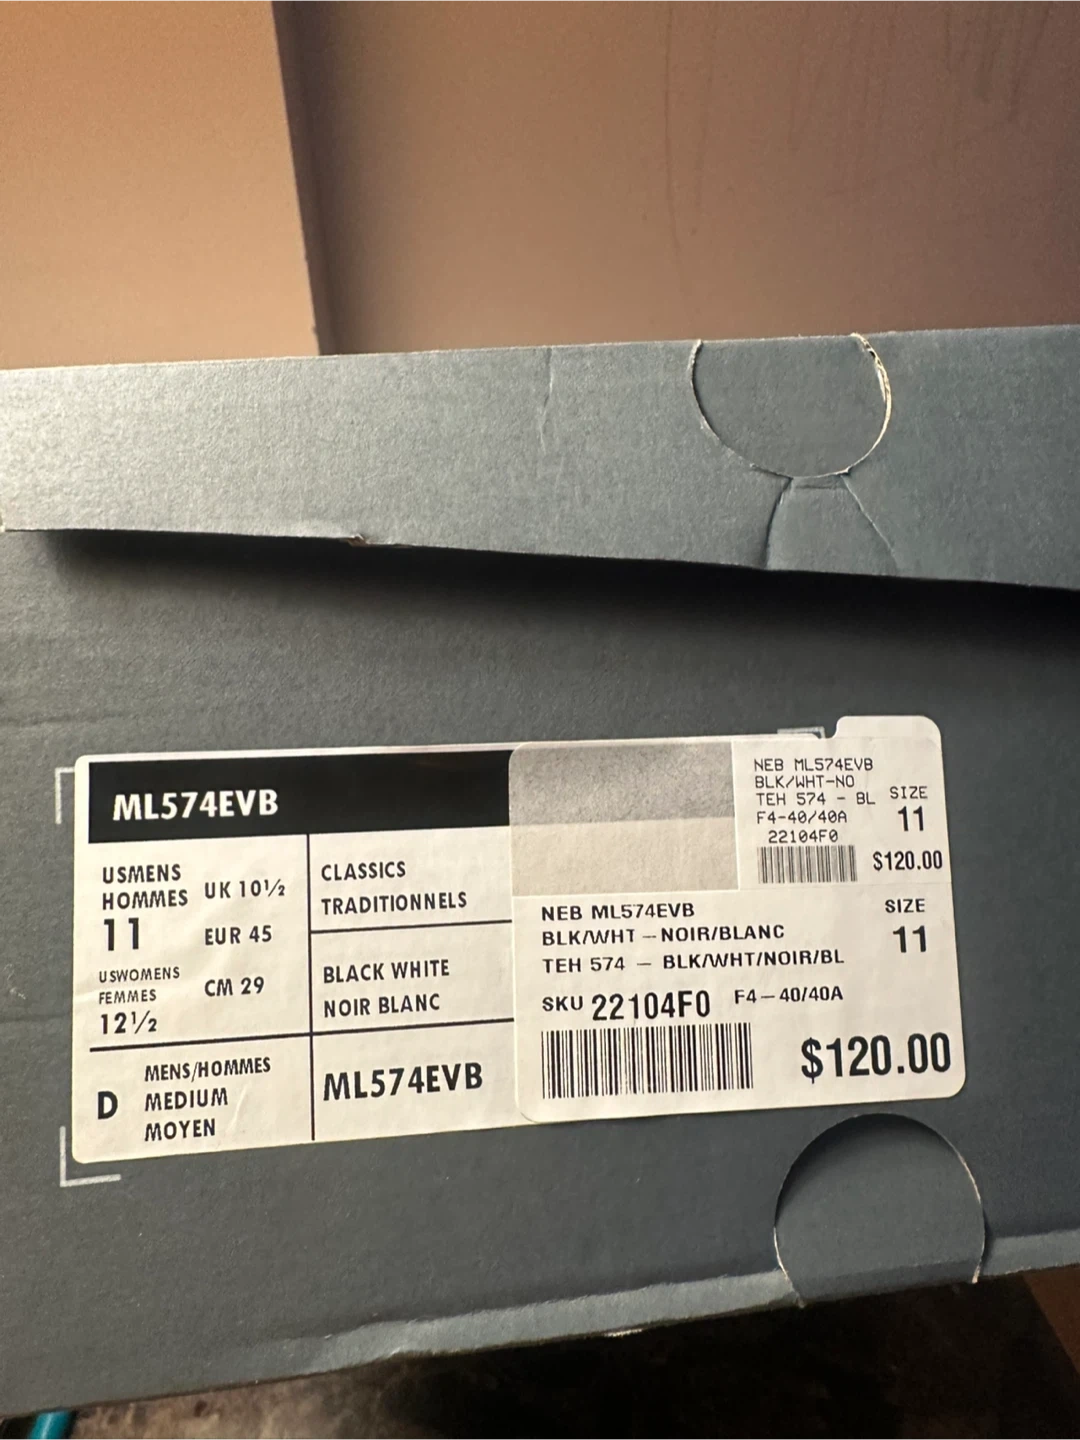 ML574EVB
USMENS
HOMMES
11
UK 10½
EUR 45
CM 29
USWOMENS
FEMMES
12½
CLASSICS
TRADITIONNELS
BLACK WHITE
NOIR BLANC
D
MENS/HOMMES
MEDIUM
MOYEN
ML574EVB
NEB ML574EVB
BLK/WHT-NO
TEH 574 - BL
F4-40/40A
22104F0
SIZE
11
$120.00
NEB ML574EVB
BLK/WHT – NOIR/BLANC
TEH 574 – BLK/WHT/NOIR/BL
SIZE
11
SKU 22104F0 F4–40/40A
$120.00